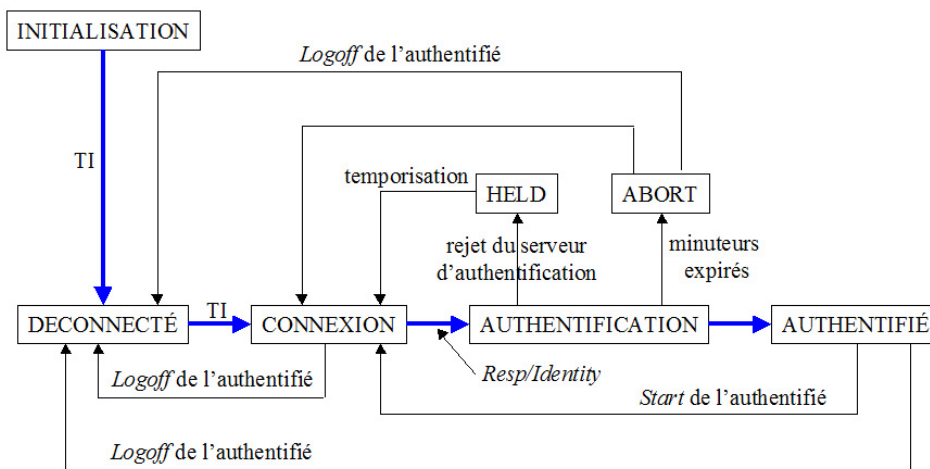 INITIALISATION
Logoff de l’authentifié
TI
temporisation
HELD
ABORT
rejet du serveur
d’authentification
minuteurs
expirés
DECONNECTÉ
TI
CONNEXION
AUTHENTIFICATION
AUTHENTIFIÉ
Logoff de l’authentifié
Resp/Identity
Start de l’authentifié
Logoff de l’authentifié